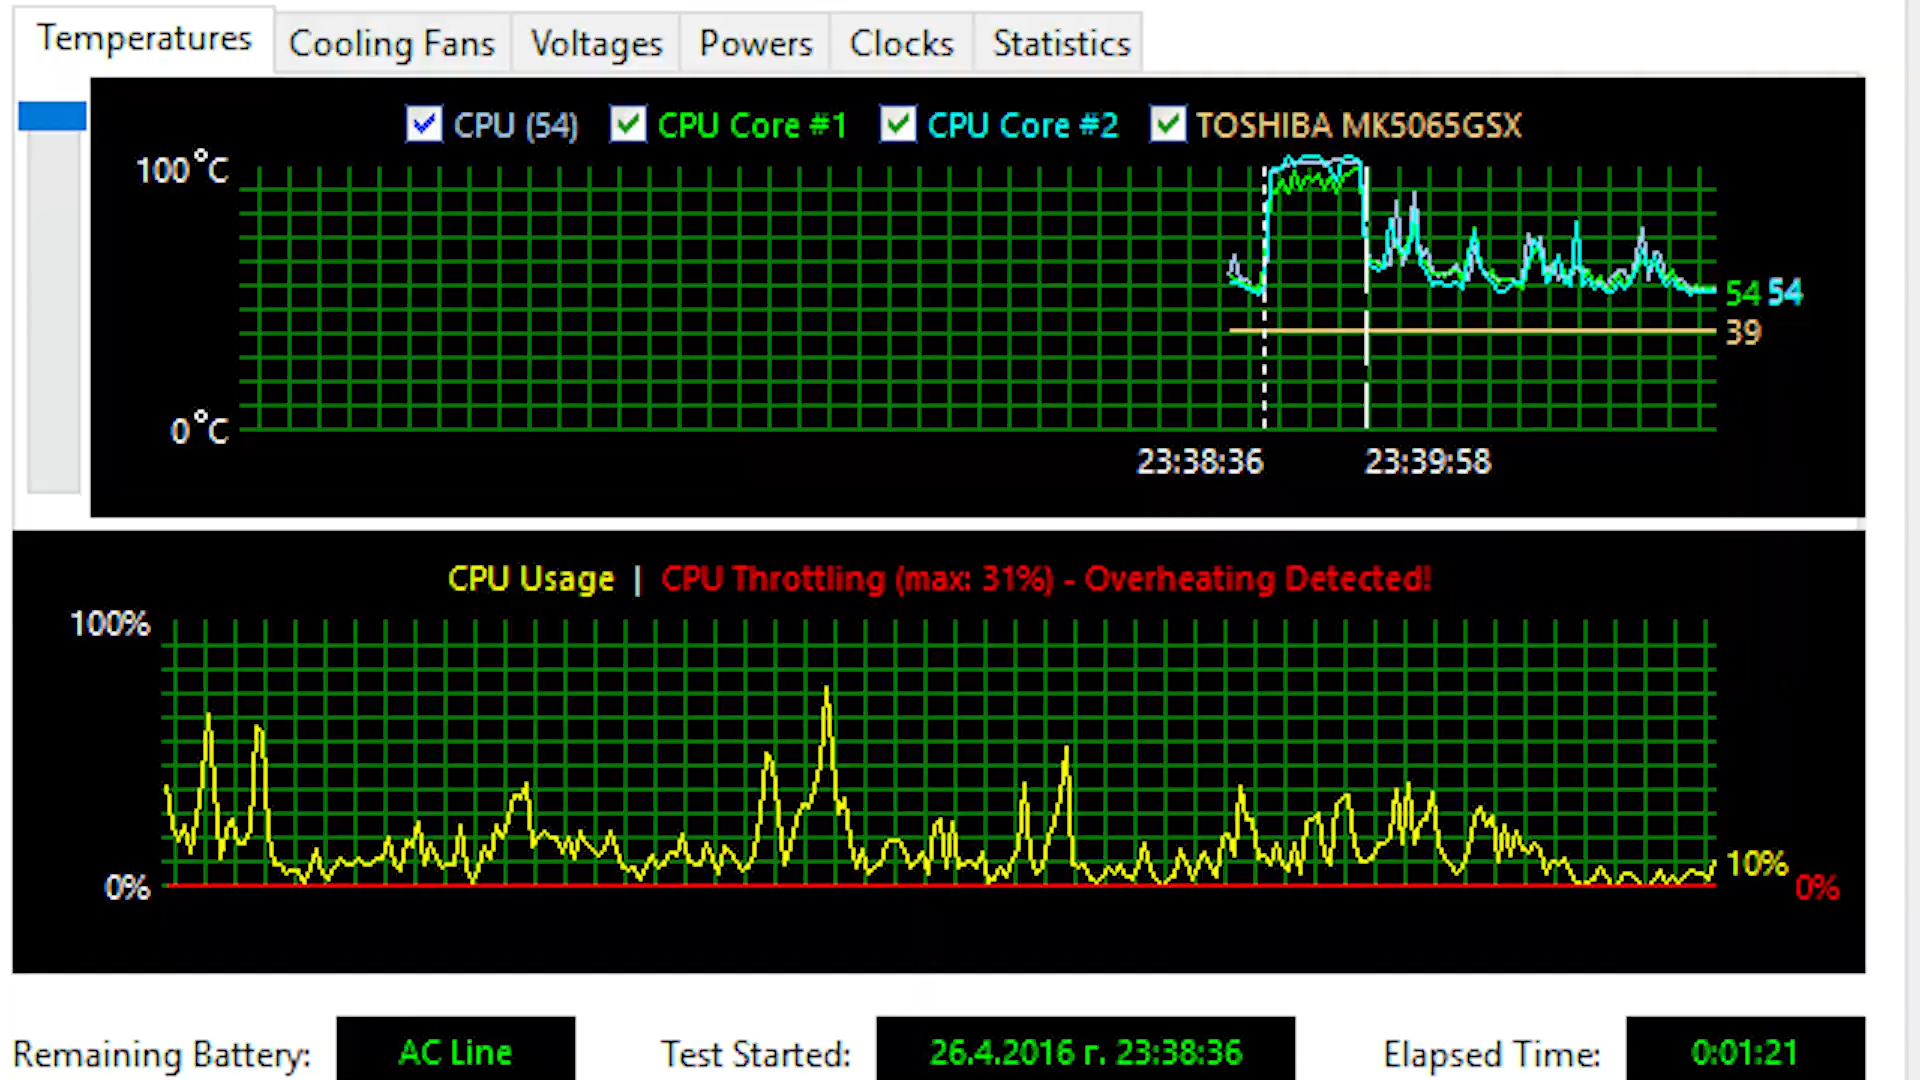 Temperatures Cooling Fans Voltages Powers Clocks Statistics
CPU (54) CPU Core #1 CPU Core #2 TOSHIBA MK5065GSX
100°C
54 54
39
0°C
23:38:36 23:39:58
CPU Usage | CPU Throttling (max: 31%) - Overheating Detected!
100%
10%
0% 0%
Remaining Battery: AC Line Test Started: 26.4.2016 г. 23:38:36 Elapsed Time: 0:01:21